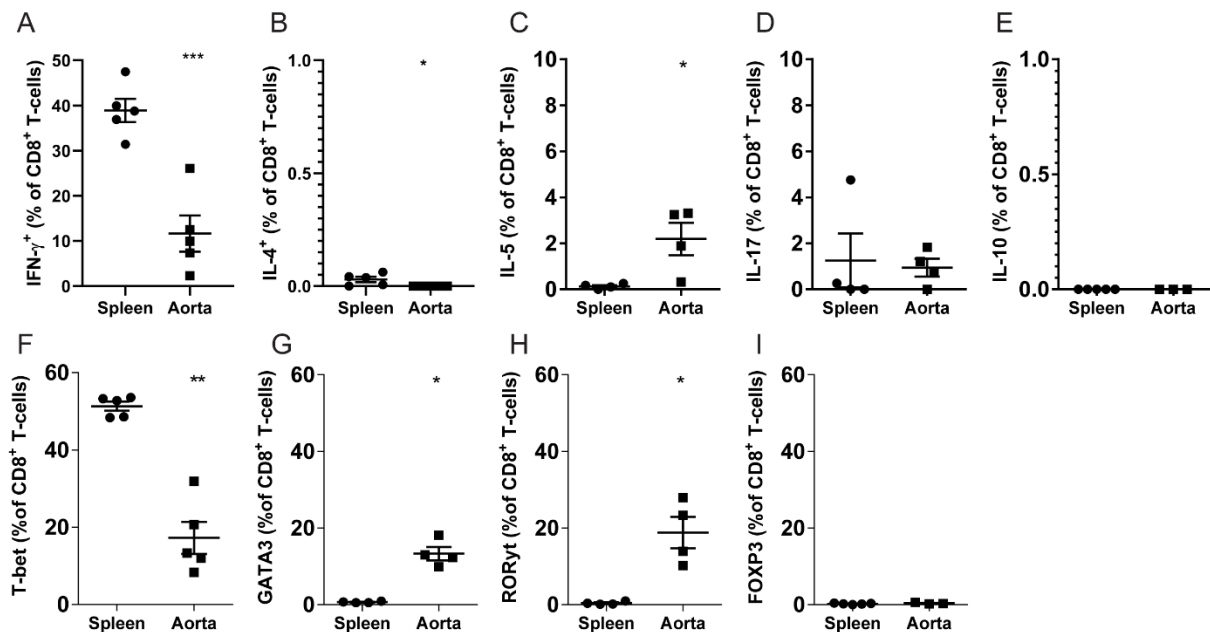 A
IFN-γ⁺ (% of CD8⁺ T-cells)
50
40
30
20
10
0
***
Spleen Aorta
B
IL-4⁺ (% of CD8⁺ T-cells)
1.0
0.5
0.0
*
Spleen Aorta
C
IL-5 (% of CD8⁺ T-cells)
10
8
6
4
2
0
*
Spleen Aorta
D
IL-17 (% of CD8⁺ T-cells)
10
8
6
4
2
0
Spleen Aorta
E
IL-10 (% of CD8⁺ T-cells)
1.0
0.5
0.0
Spleen Aorta
F
T-bet (%of CD8⁺ T-cells)
60
40
20
0
**
Spleen Aorta
G
GATA3 (%of CD8⁺ T-cells)
60
40
20
0
*
Spleen Aorta
H
RORyt (%of CD8⁺ T-cells)
60
40
20
0
*
Spleen Aorta
I
FOXP3 (%of CD8⁺ T-cells)
60
40
20
0
Spleen Aorta